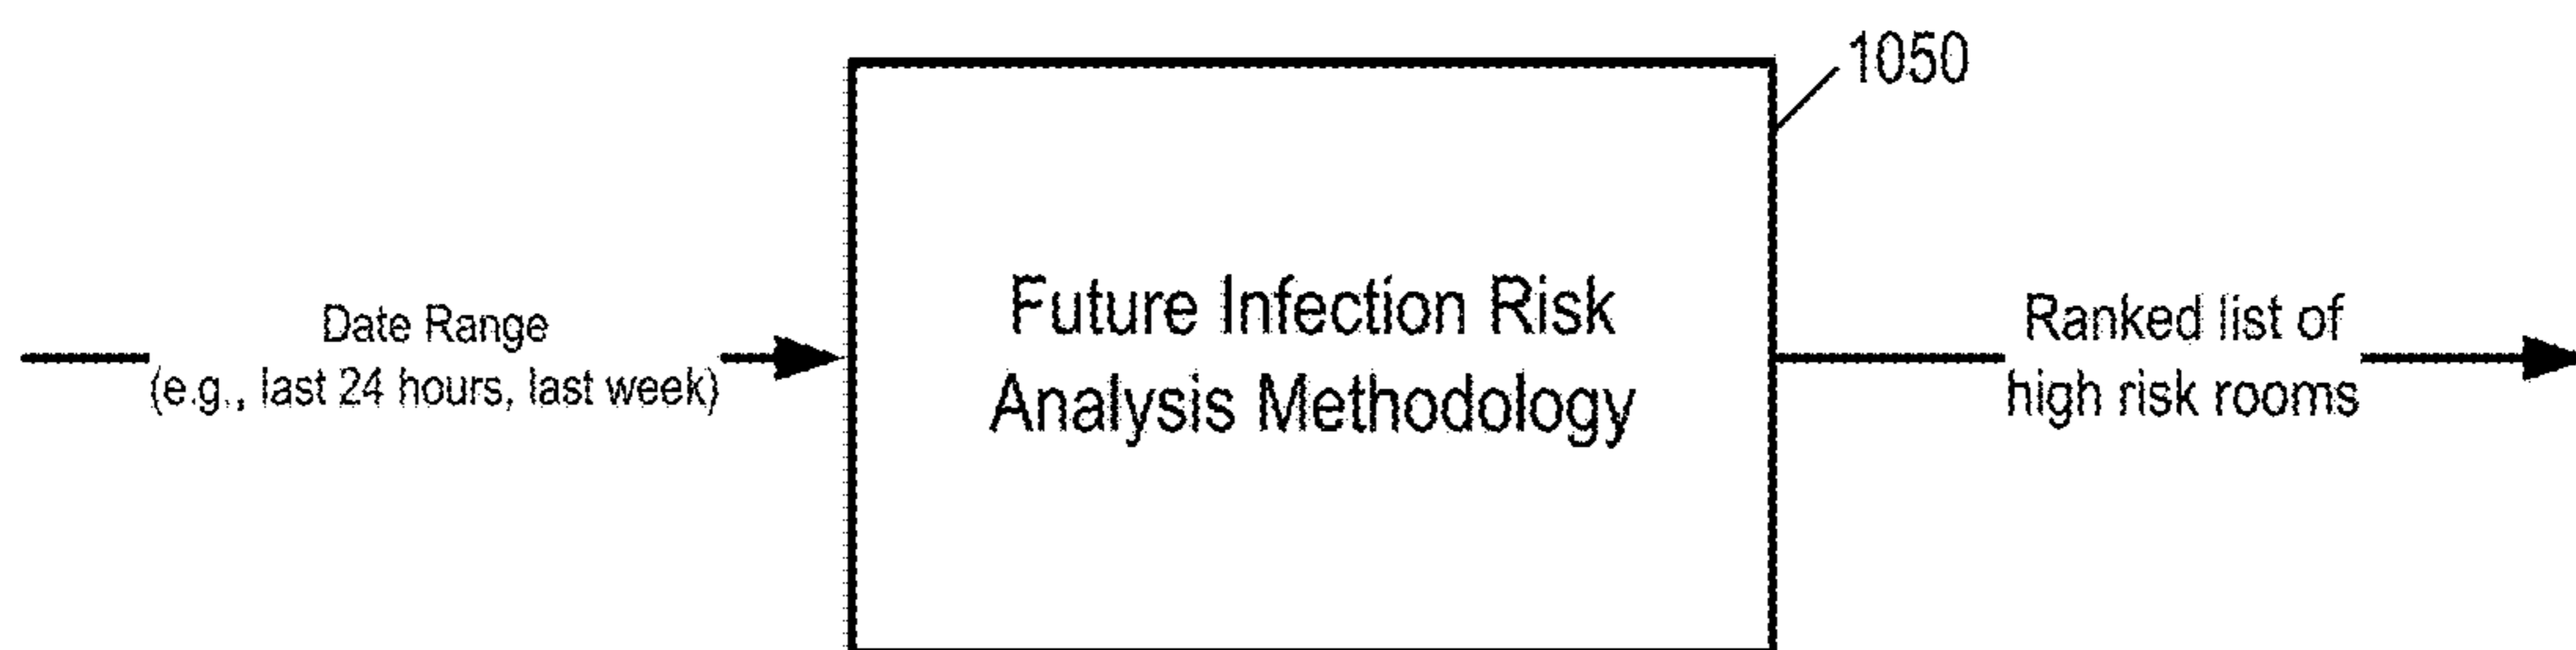 1050
Date Range
(e.g., last 24 hours, last week)
Future Infection Risk
Analysis Methodology
Ranked list of
high risk rooms